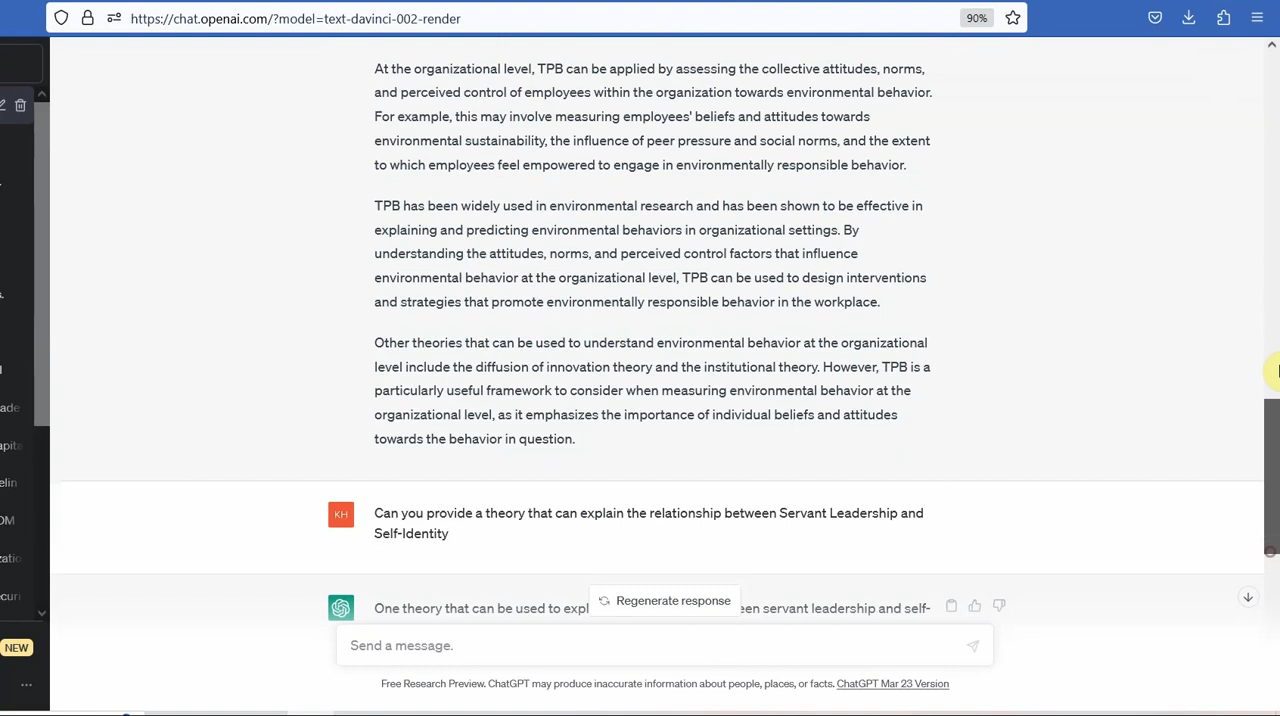 https://chat.openai.com/?model=text-davinci-002-render
90%
At the organizational level, TPB can be applied by assessing the collective attitudes, norms,
and perceived control of employees within the organization towards environmental behavior.
For example, this may involve measuring employees' beliefs and attitudes towards
environmental sustainability, the influence of peer pressure and social norms, and the extent
to which employees feel empowered to engage in environmentally responsible behavior.
TPB has been widely used in environmental research and has been shown to be effective in
explaining and predicting environmental behaviors in organizational settings. By
understanding the attitudes, norms, and perceived control factors that influence
environmental behavior at the organizational level, TPB can be used to design interventions
and strategies that promote environmentally responsible behavior in the workplace.
Other theories that can be used to understand environmental behavior at the organizational
level include the diffusion of innovation theory and the institutional theory. However, TPB is a
particularly useful framework to consider when measuring environmental behavior at the
organizational level, as it emphasizes the importance of individual beliefs and attitudes
towards the behavior in question.
KH
Can you provide a theory that can explain the relationship between Servant Leadership and
Self-Identity
One theory that can be used to expl
een servant leadership and self-
Regenerate response
Send a message.
Free Research Preview. ChatGPT may produce inaccurate information about people, places, or facts. ChatGPT Mar 23 Version
s.
ade
apita
elin
OM
zatio
ecuri
NEW